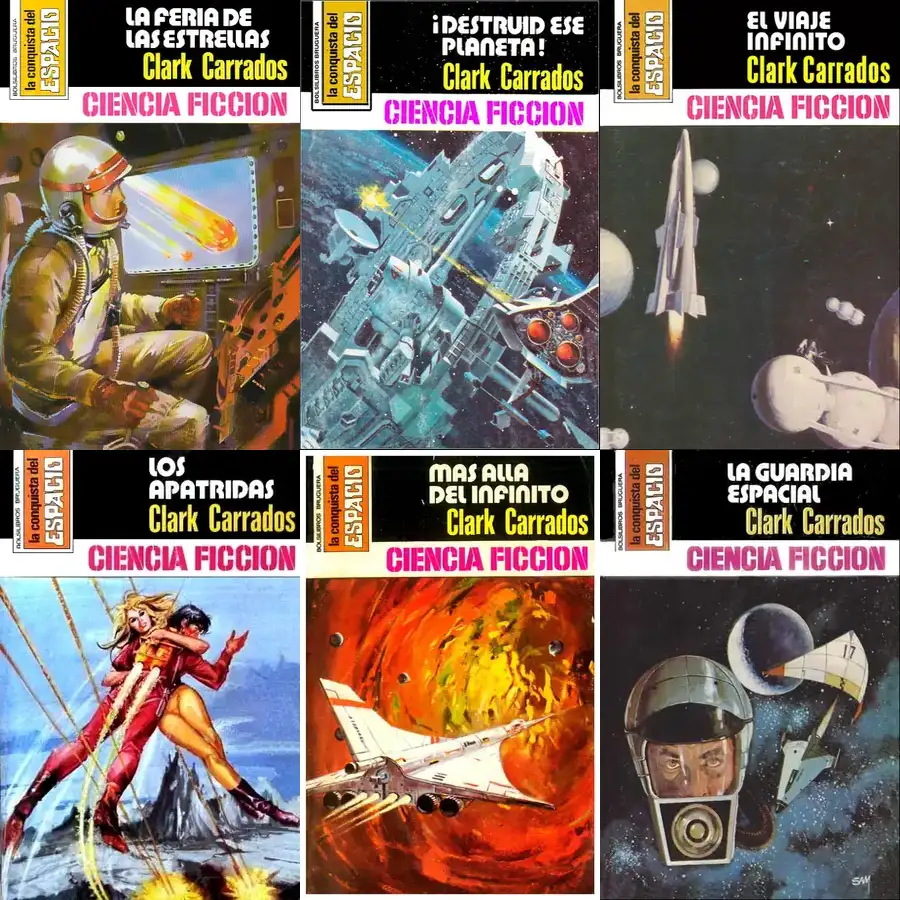 BOLSILIBROS BRUGUERA
la conquista del
ESPACIO
LA FERIA DE
LAS ESTRELLAS
Clark Carrados
CIENCIA FICCION
BOLSILIBROS BRUGUERA
la conquista del
ESPACIO
¡DESTRUID ESE
PLANETA!
Clark Carrados
CIENCIA FICCION
BOLSILIBROS BRUGUERA
la conquista del
ESPACIO
EL VIAJE
INFINITO
Clark Carrados
CIENCIA FICCION
BOLSILIBROS BRUGUERA
la conquista del
ESPACIO
LOS
APATRIDAS
Clark Carrados
CIENCIA FICCION
BOLSILIBROS BRUGUERA
la conquista del
ESPACIO
MAS ALLA
DEL INFINITO
Clark Carrados
CIENCIA FICCION
BOLSILIBROS BRUGUERA
la conquista del
ESPACIO
LA GUARDIA
ESPACIAL
Clark Carrados
CIENCIA FICCION
17
SAM